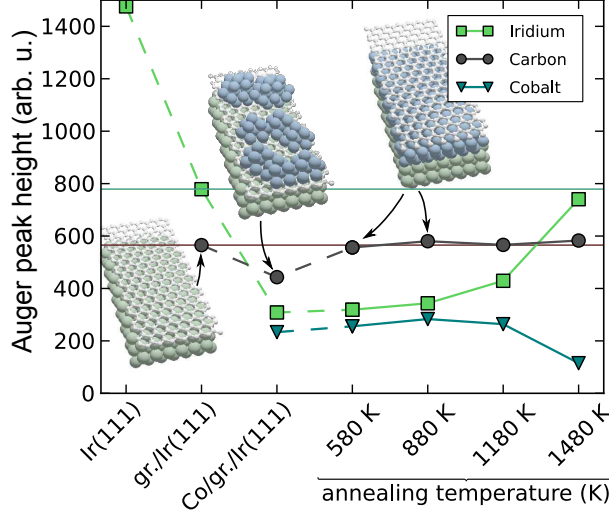 Auger peak height (arb. u.)
1400
1200
1000
800
600
400
200
0
Iridium
Carbon
Cobalt
Ir(111)
gr./Ir(111)
Co/gr./Ir(111)
580 K
880 K
1180 K
1480 K
annealing temperature (K)